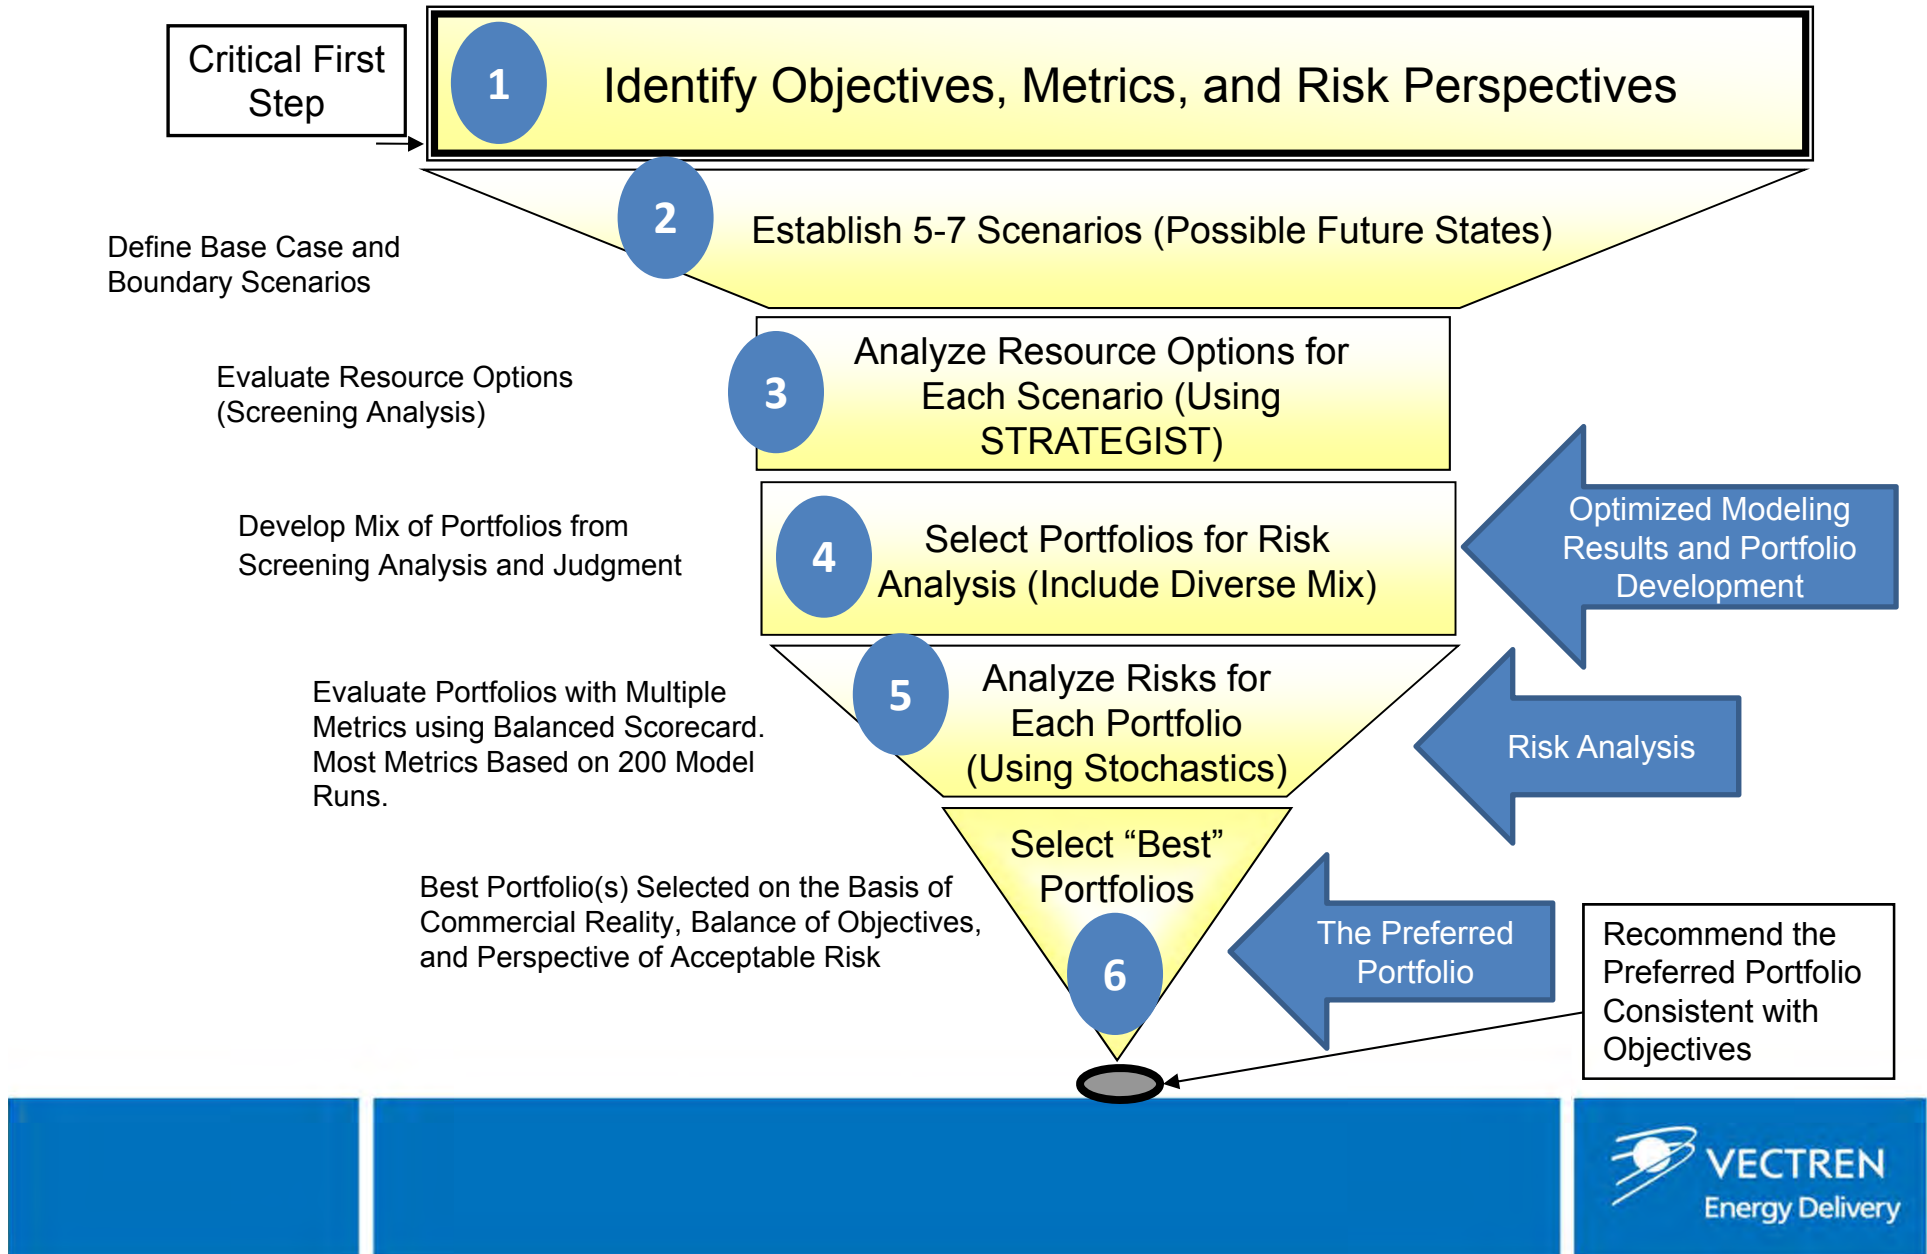 Critical First
Step
1
Identify Objectives, Metrics, and Risk Perspectives
2
Establish 5-7 Scenarios (Possible Future States)
Define Base Case and
Boundary Scenarios
3
Analyze Resource Options for
Each Scenario (Using
STRATEGIST)
Evaluate Resource Options
(Screening Analysis)
4
Select Portfolios for Risk
Analysis (Include Diverse Mix)
Develop Mix of Portfolios from
Screening Analysis and Judgment
Optimized Modeling
Results and Portfolio
Development
5
Analyze Risks for
Each Portfolio
(Using Stochastics)
Evaluate Portfolios with Multiple
Metrics using Balanced Scorecard.
Most Metrics Based on 200 Model
Runs.
Risk Analysis
Select “Best”
Portfolios
6
Best Portfolio(s) Selected on the Basis of
Commercial Reality, Balance of Objectives,
and Perspective of Acceptable Risk
The Preferred
Portfolio
Recommend the
Preferred Portfolio
Consistent with
Objectives
VECTREN
Energy Delivery